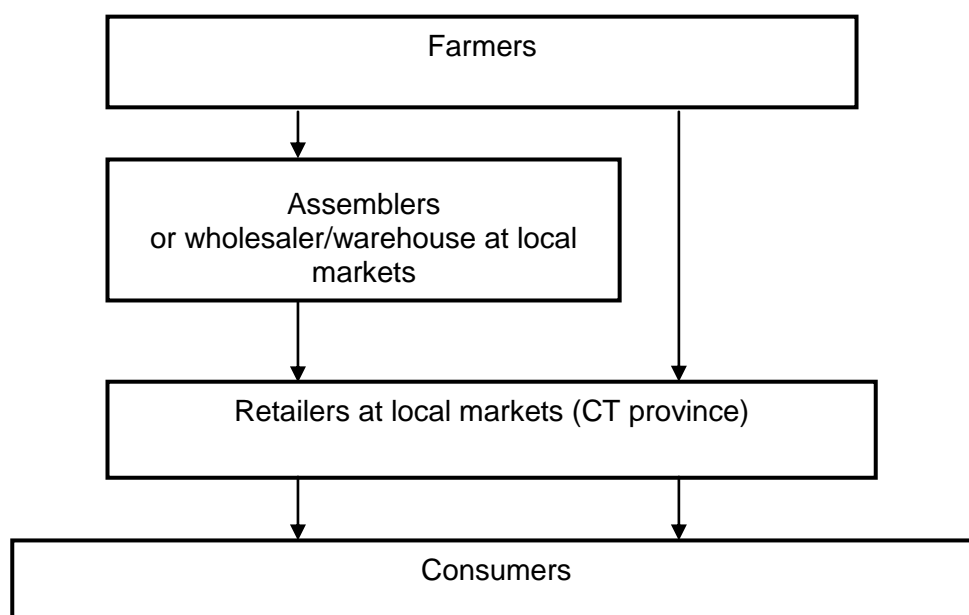 Farmers
Assemblers
or wholesaler/warehouse at local
markets
Retailers at local markets (CT province)
Consumers